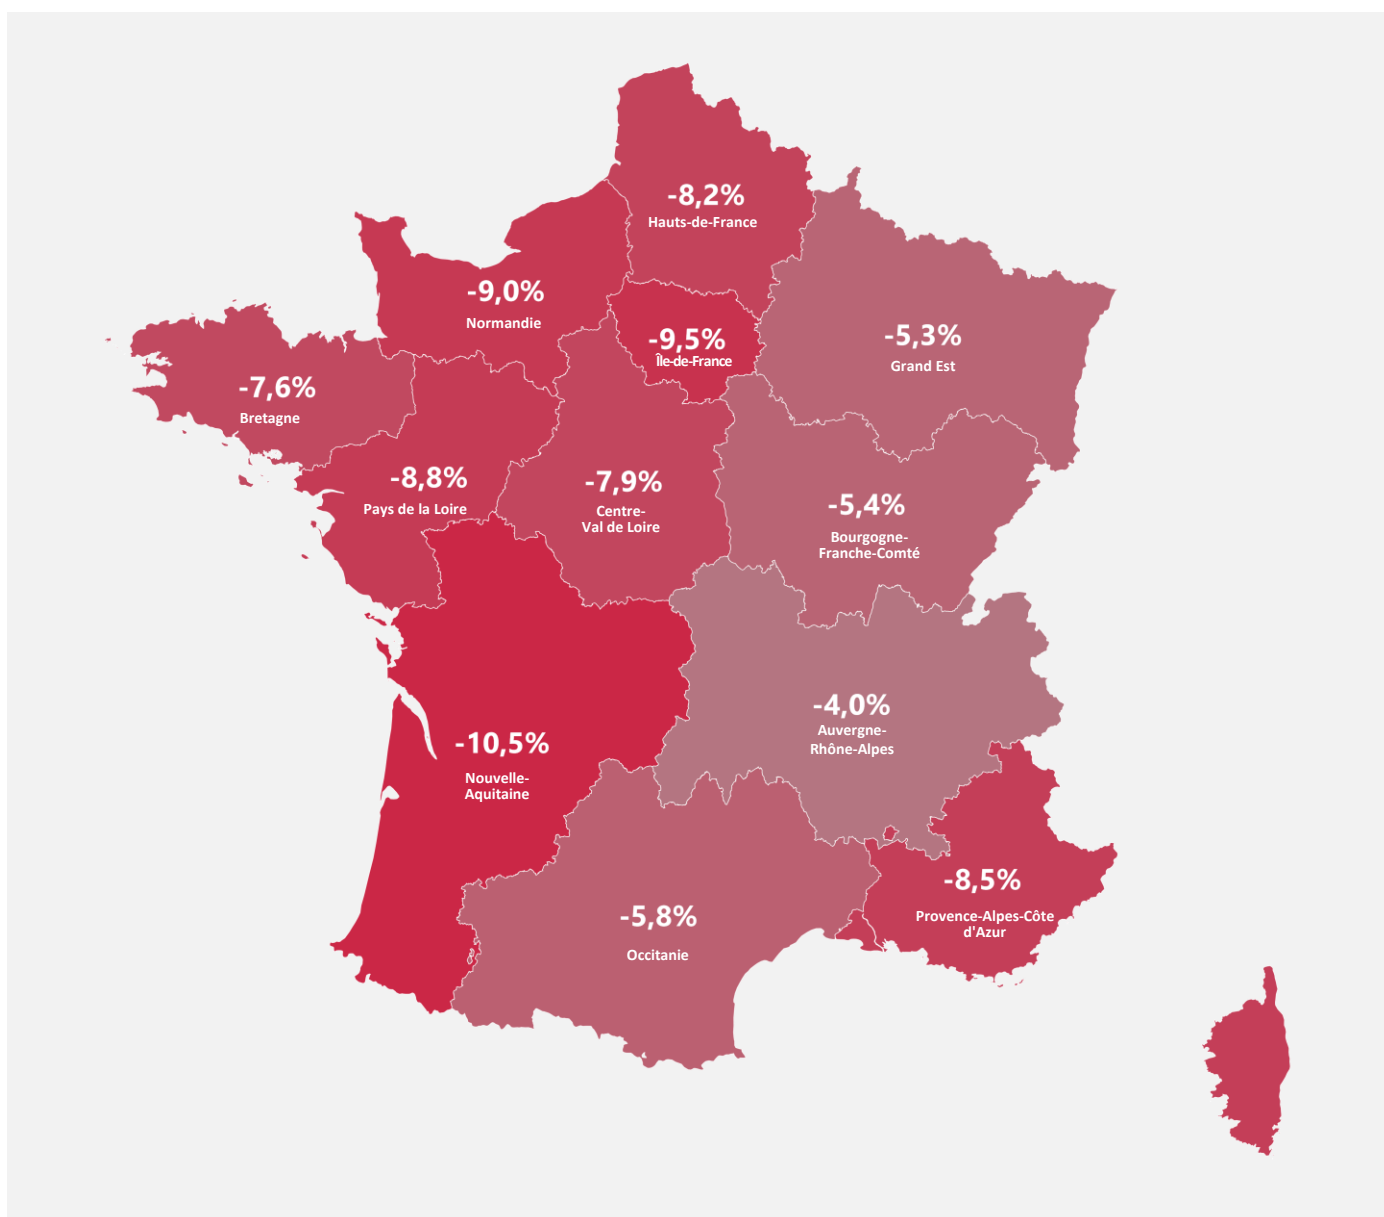 -8,2%
Hauts-de-France
-9,0%
Normandie
-9,5%
Île-de-France
-5,3%
Grand Est
-7,6%
Bretagne
-8,8%
Pays de la Loire
-7,9%
Centre-
Val de Loire
-5,4%
Bourgogne-
Franche-Comté
-4,0%
Auvergne-
Rhône-Alpes
-10,5%
Nouvelle-
Aquitaine
-8,5%
Provence-Alpes-Côte
d'Azur
-5,8%
Occitanie